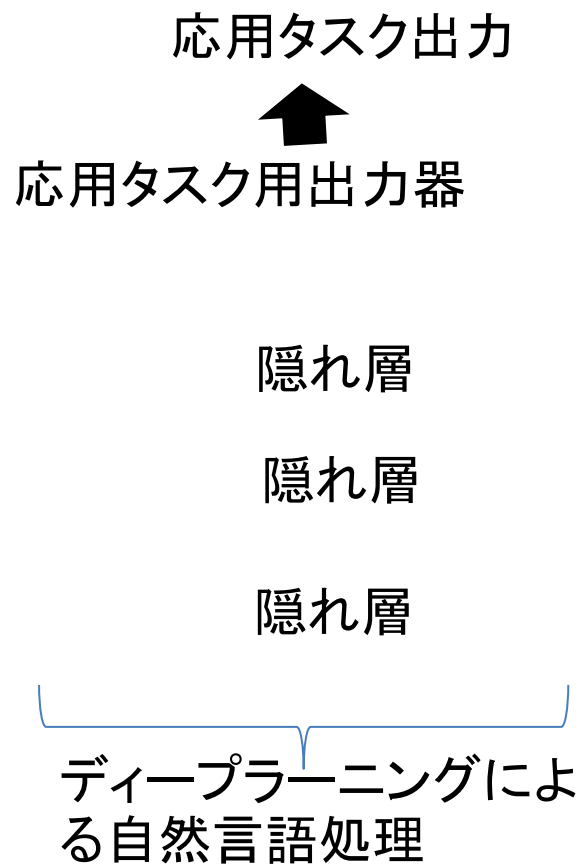 応用タスク出力
応用タスク用出力器
隠れ層
隠れ層
隠れ層
ディープラーニングによ
る自然言語処理